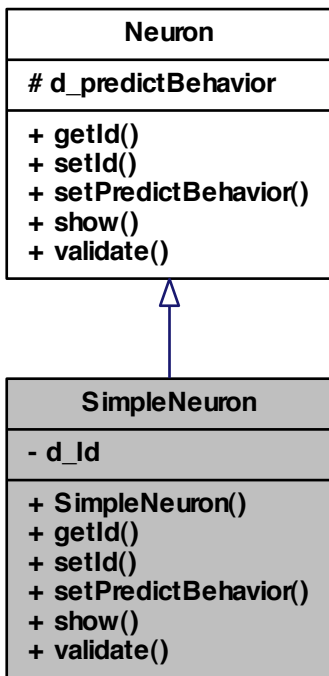 Neuron
# d_predictBehavior
+ getId()
+ setId()
+ setPredictBehavior()
+ show()
+ validate()
SimpleNeuron
- d_Id
+ SimpleNeuron()
+ getId()
+ setId()
+ setPredictBehavior()
+ show()
+ validate()